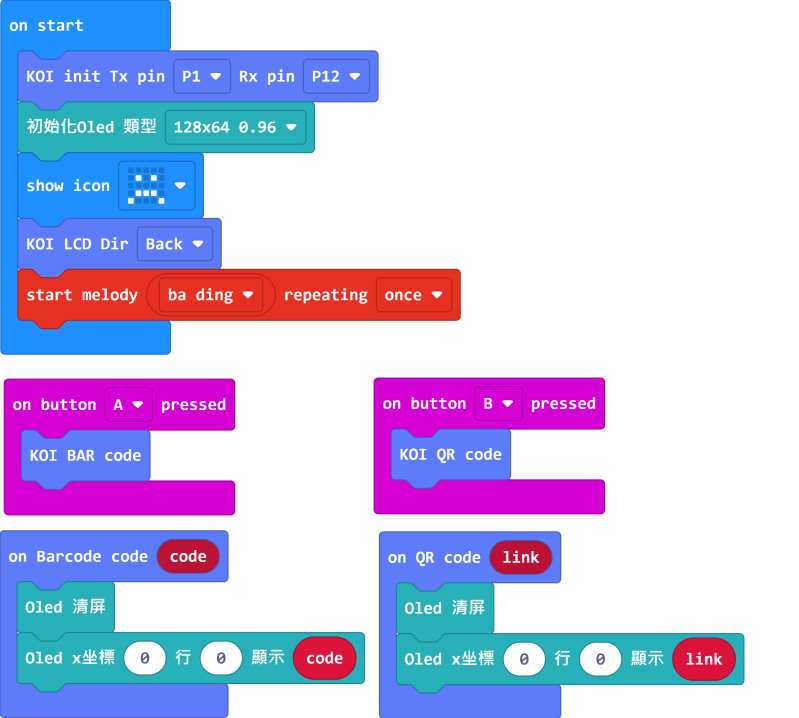 on start
KOI init Tx pin P1 Rx pin P12
初始化Oled 類型 128x64 0.96
show icon
KOI LCD Dir Back
start melody ba ding repeating once
on button A pressed
KOI BAR code
on button B pressed
KOI QR code
on Barcode code code
Oled 清屏
Oled x坐標 0 行 0 顯示 code
on QR code link
Oled 清屏
Oled x坐標 0 行 0 顯示 link